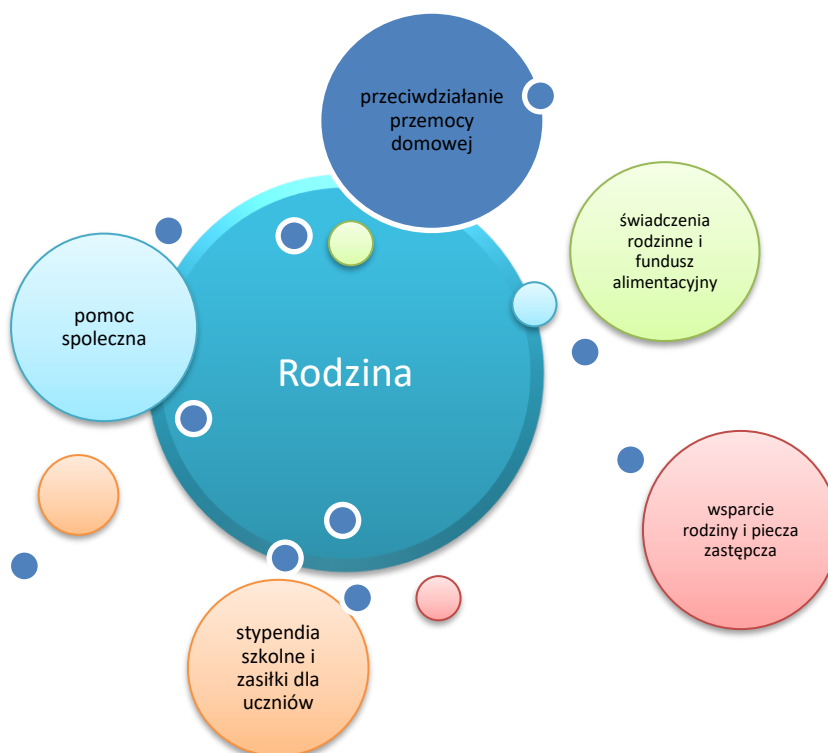 przeciwdziałanie
przemocy
domowej
świadczenia
rodzinne i
fundusz
alimentacyjny
pomoc
spoleczna
Rodzina
wsparcie
rodziny i piecza
zastępcza
stypendia
szkolne i
zasiłki dla
uczniów